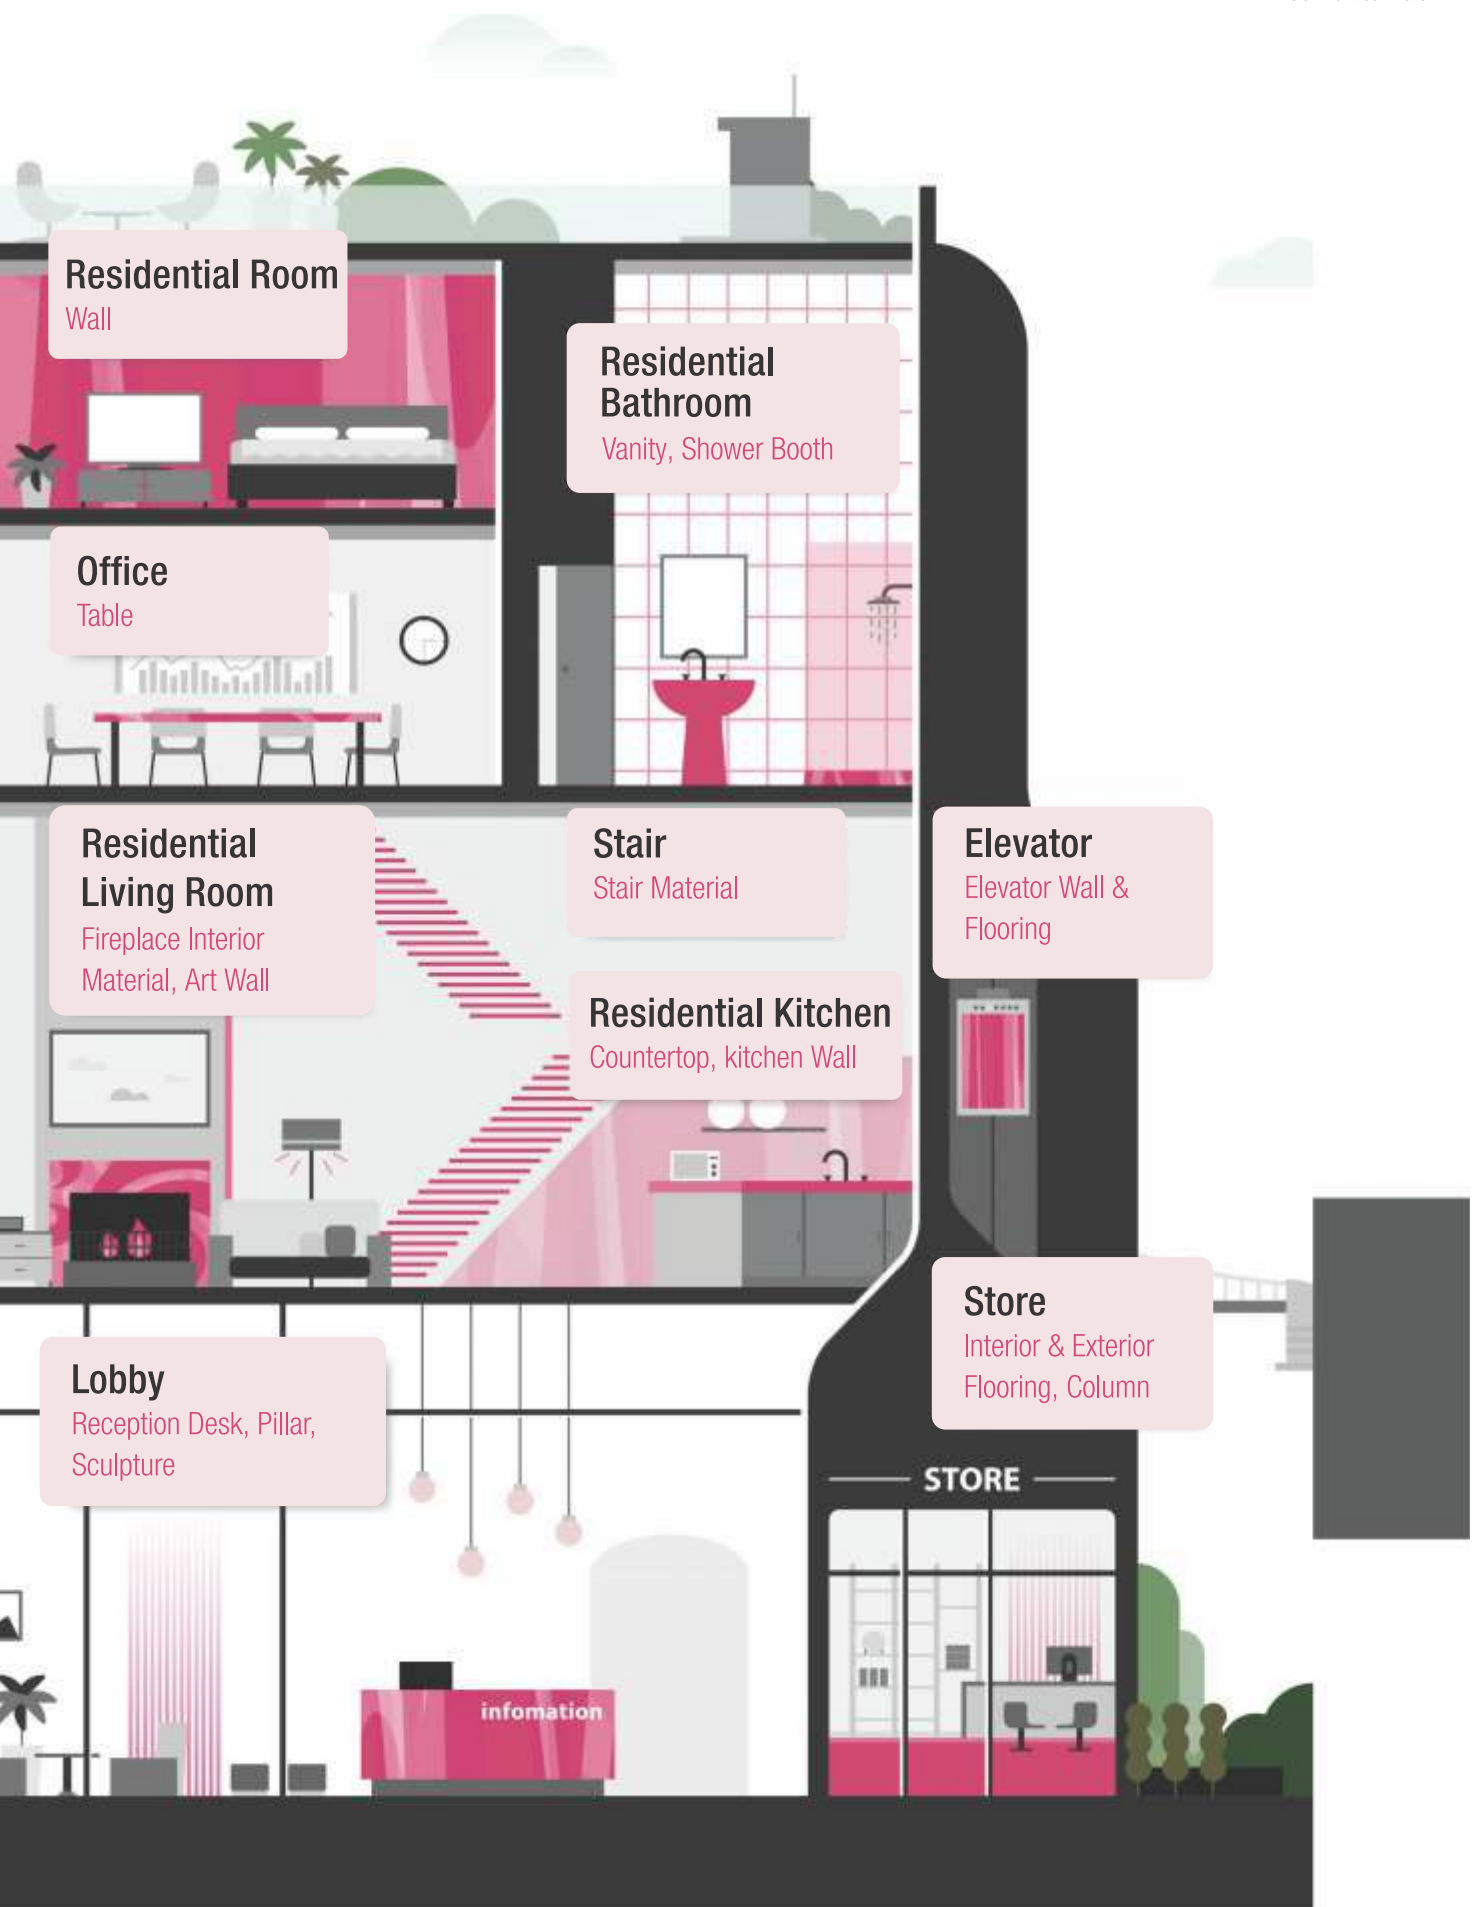 Residential Room
Wall
Residential
Bathroom
Vanity, Shower Booth
Office
Table
Residential
Living Room
Fireplace Interior
Material, Art Wall
Stair
Stair Material
Elevator
Elevator Wall &
Flooring
Residential Kitchen
Countertop, kitchen Wall
Store
Interior & Exterior
Flooring, Column
Lobby
Reception Desk, Pillar,
Sculpture
STORE
infomation